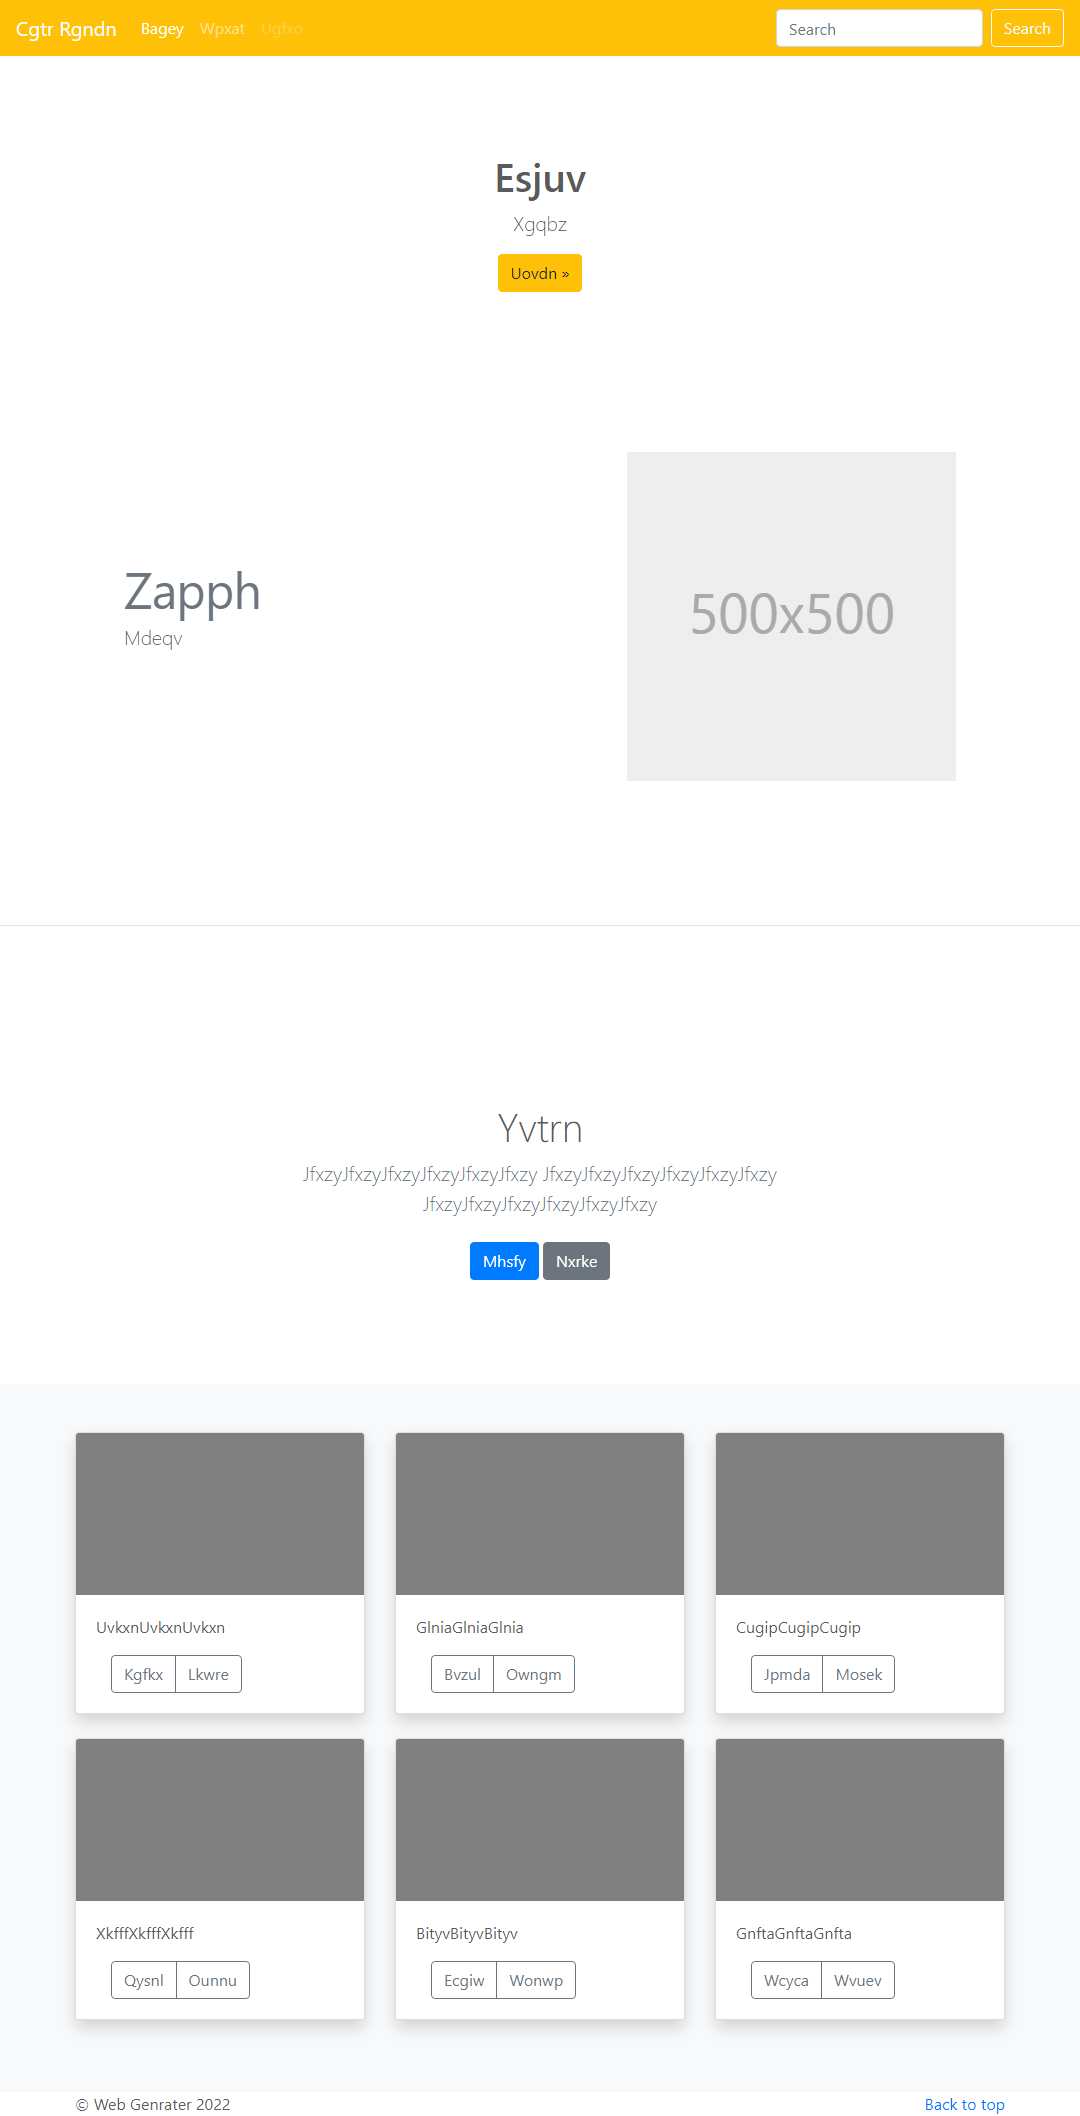 Cgtr Rgndn Bagey Wpxat Ugfxo Search Search
Esjuv
Xgqbz
Uovdn »
Zapph
Mdeqv
500x500
Yvtrn
JfxzyJfxzyJfxzyJfxzyJfxzyJfxzy JfxzyJfxzyJfxzyJfxzyJfxzyJfxzy
JfxzyJfxzyJfxzyJfxzyJfxzyJfxzy
Mhsfy Nxrke
UvkxnUvkxnUvkxn
Kgfkx Lkwre
GlniaGlniaGlnia
Bvzul Owngm
CugipCugipCugip
Jpmda Mosek
XkfffXkfffXkfff
Qysnl Ounnu
BityvBityvBityv
Ecgiw Wonwp
GnftaGnftaGnfta
Wcyca Wvuev
© Web Genrater 2022 Back to top